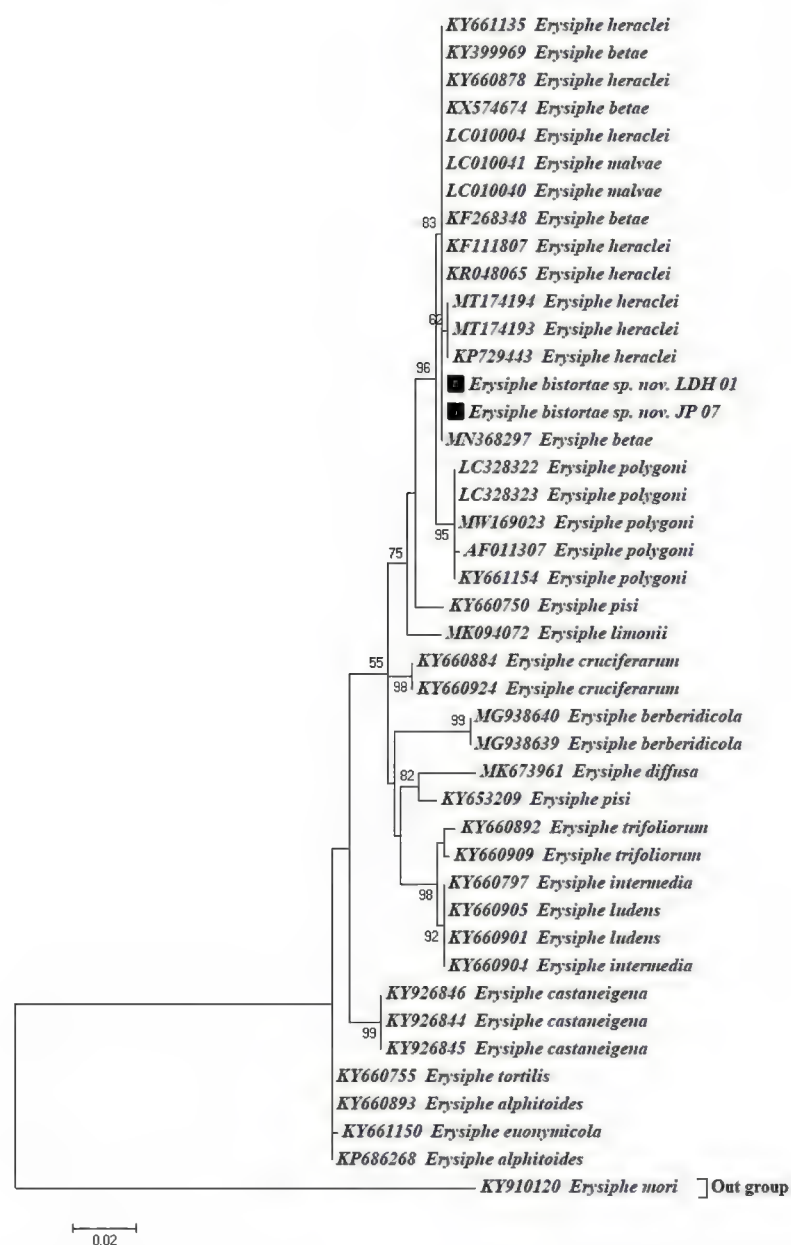 KY661135 Erysiphe heraclei
KY399969 Erysiphe betae
KY660878 Erysiphe heraclei
KX574674 Erysiphe betae
LC010004 Erysiphe heraclei
LC010041 Erysiphe malvae
LC010040 Erysiphe malvae
83
KF268348 Erysiphe betae
KF111807 Erysiphe heraclei
KR048065 Erysiphe heraclei
MT174194 Erysiphe heraclei
62
MT174193 Erysiphe heraclei
KP729443 Erysiphe heraclei
96
Erysiphe bistortae sp. nov. LDH 01
Erysiphe bistortae sp. nov. JP 07
MN368297 Erysiphe betae
LC328322 Erysiphe polygoni
LC328323 Erysiphe polygoni
MW169023 Erysiphe polygoni
95
AF011307 Erysiphe polygoni
75
KY661154 Erysiphe polygoni
KY660750 Erysiphe pisi
MK094072 Erysiphe limonii
55
KY660884 Erysiphe cruciferarum
98
KY660924 Erysiphe cruciferarum
MG938640 Erysiphe berberidicola
99
MG938639 Erysiphe berberidicola
82
MK673961 Erysiphe diffusa
KY653209 Erysiphe pisi
KY660892 Erysiphe trifoliorum
KY660909 Erysiphe trifoliorum
98
KY660797 Erysiphe intermedia
KY660905 Erysiphe ludens
92
KY660901 Erysiphe ludens
KY660904 Erysiphe intermedia
KY926846 Erysiphe castaneigena
99
KY926844 Erysiphe castaneigena
KY926845 Erysiphe castaneigena
KY660755 Erysiphe tortilis
KY660893 Erysiphe alphitoides
KY661150 Erysiphe euonymicola
KP686268 Erysiphe alphitoides
KY910120 Erysiphe mori ] Out group
0.02